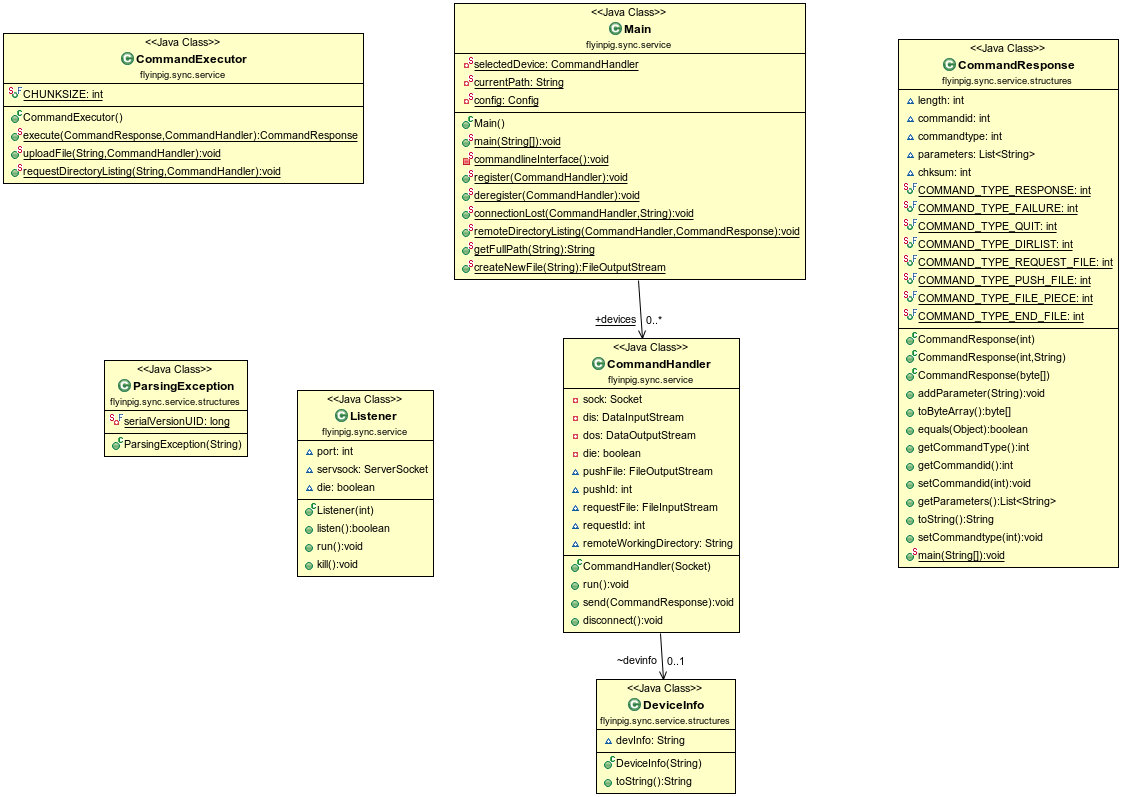 <<Java Class>>
CommandExecutor
flyinpig.sync.service
CHUNKSIZE: int
CommandExecutor()
execute(CommandResponse,CommandHandler):CommandResponse
uploadFile(String,CommandHandler):void
requestDirectoryListing(String,CommandHandler):void
<<Java Class>>
Main
flyinpig.sync.service
selectedDevice: CommandHandler
currentPath: String
config: Config
Main()
main(String[]):void
commandlineInterface():void
register(CommandHandler):void
deregister(CommandHandler):void
connectionLost(CommandHandler,String):void
remoteDirectoryListing(CommandHandler,CommandResponse):void
getFullPath(String):String
createNewFile(String):FileOutputStream
<<Java Class>>
CommandResponse
flyinpig.sync.service.structures
length: int
commandid: int
commandtype: int
parameters: List<String>
chksum: int
COMMAND_TYPE_RESPONSE: int
COMMAND_TYPE_FAILURE: int
COMMAND_TYPE_QUIT: int
COMMAND_TYPE_DIRLIST: int
COMMAND_TYPE_REQUEST_FILE: int
COMMAND_TYPE_PUSH_FILE: int
COMMAND_TYPE_FILE_PIECE: int
COMMAND_TYPE_END_FILE: int
CommandResponse(int)
CommandResponse(int,String)
CommandResponse(byte[])
addParameter(String):void
toByteArray():byte[]
equals(Object):boolean
getCommandType():int
getCommandid():int
setCommandid(int):void
getParameters():List<String>
toString():String
setCommandtype(int):void
main(String[]):void
+devices 0..*
<<Java Class>>
ParsingException
flyinpig.sync.service.structures
serialVersionUID: long
ParsingException(String)
<<Java Class>>
Listener
flyinpig.sync.service
port: int
servsock: ServerSocket
die: boolean
Listener(int)
listen():boolean
run():void
kill():void
<<Java Class>>
CommandHandler
flyinpig.sync.service
sock: Socket
dis: DataInputStream
dos: DataOutputStream
die: boolean
pushFile: FileOutputStream
pushId: int
requestFile: FileInputStream
requestId: int
remoteWorkingDirectory: String
CommandHandler(Socket)
run():void
send(CommandResponse):void
disconnect():void
~devinfo 0..1
<<Java Class>>
DeviceInfo
flyinpig.sync.service.structures
devInfo: String
DeviceInfo(String)
toString():String